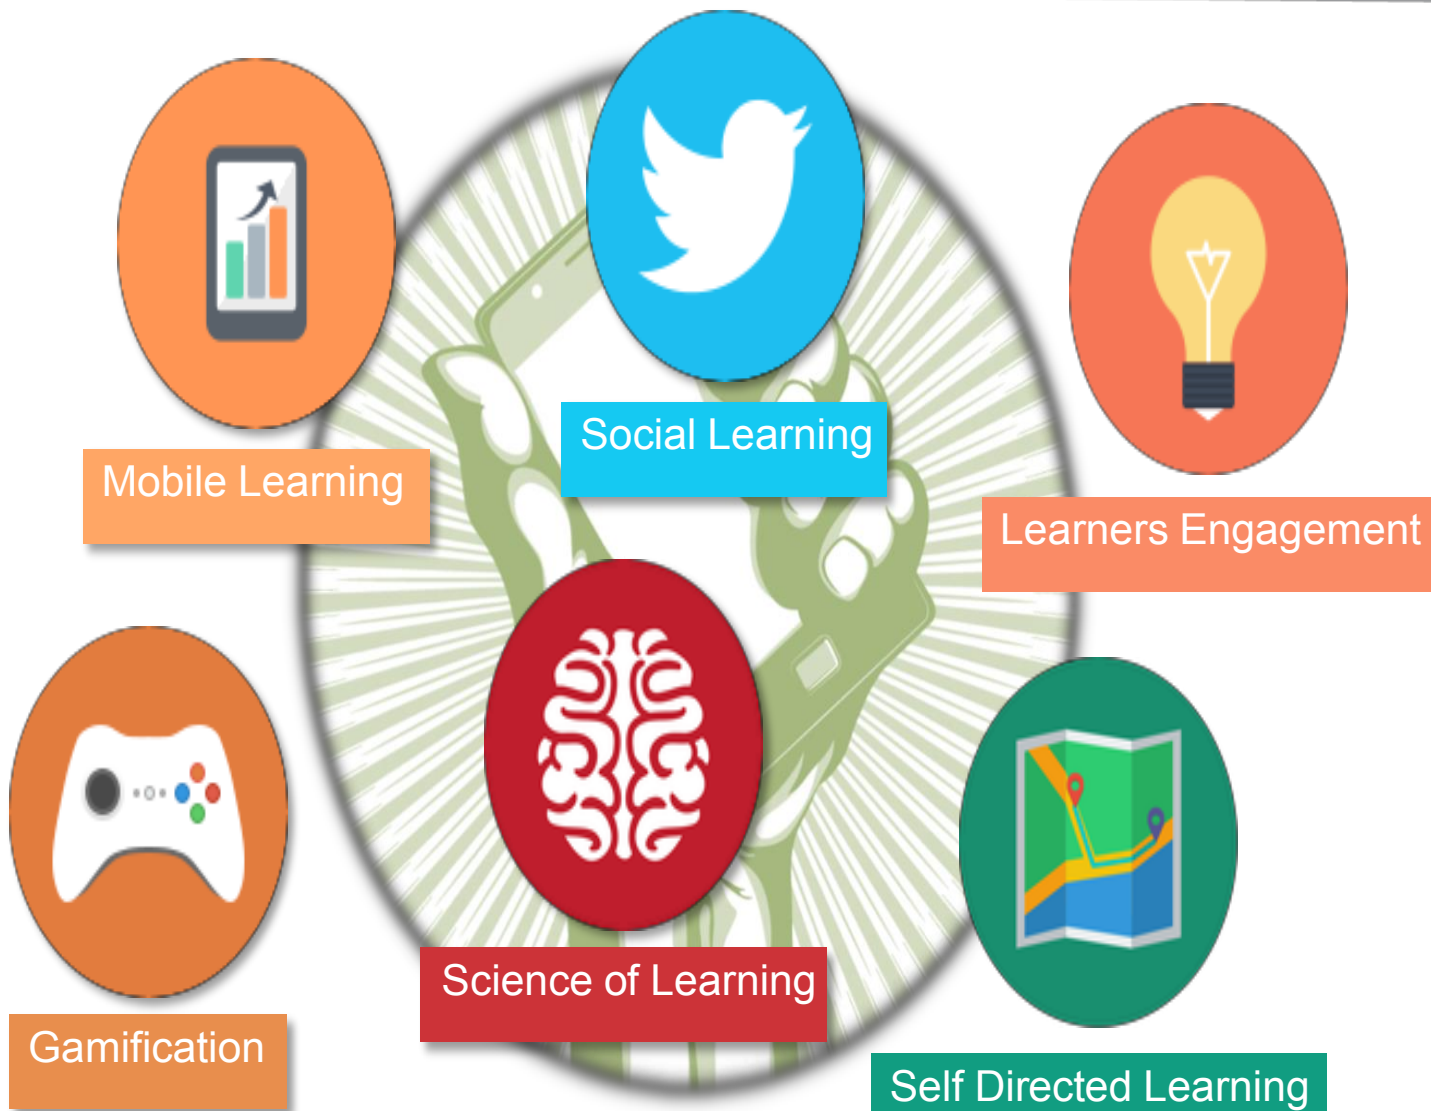 Mobile Learning
Social Learning
Learners Engagement
Gamification
Science of Learning
Self Directed Learning